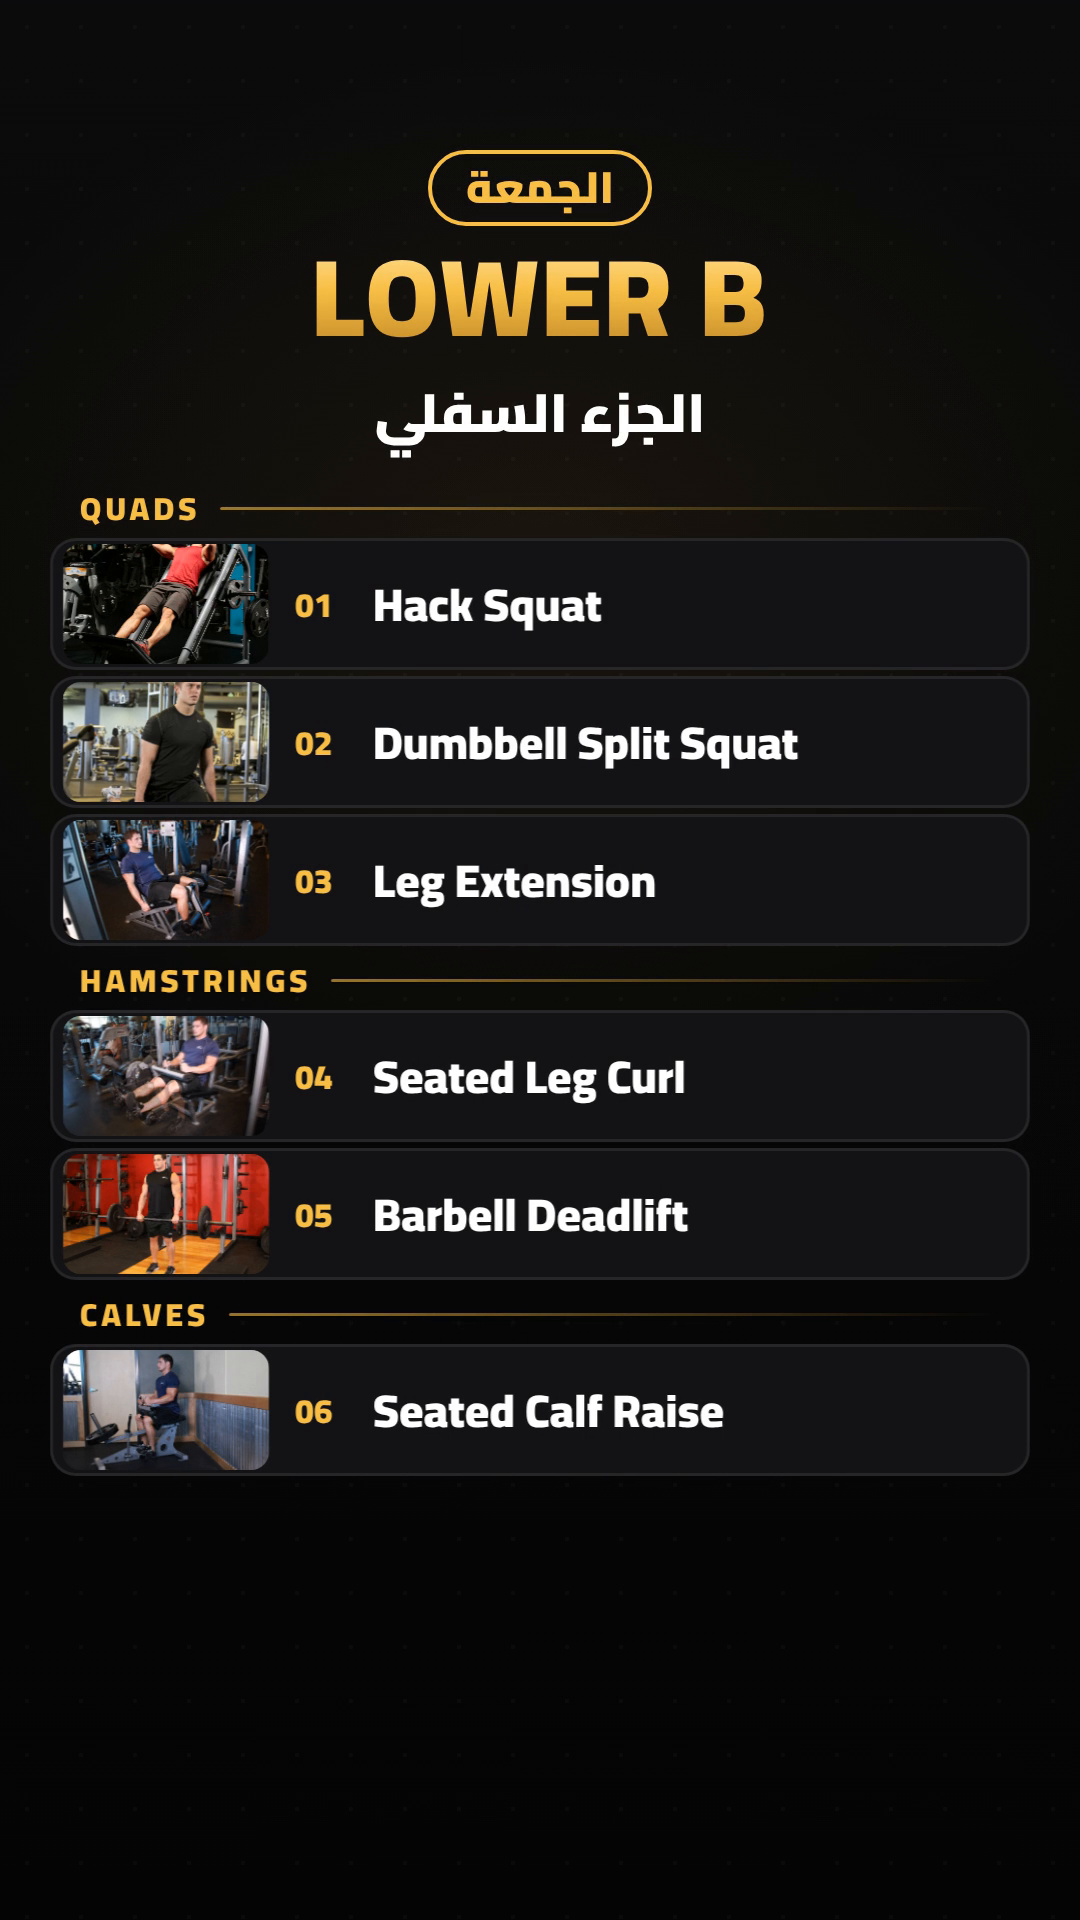 الجمعة
LOWER B
الجزء السفلي
QUADS
01 Hack Squat
02 Dumbbell Split Squat
03 Leg Extension
HAMSTRINGS
04 Seated Leg Curl
05 Barbell Deadlift
CALVES
06 Seated Calf Raise